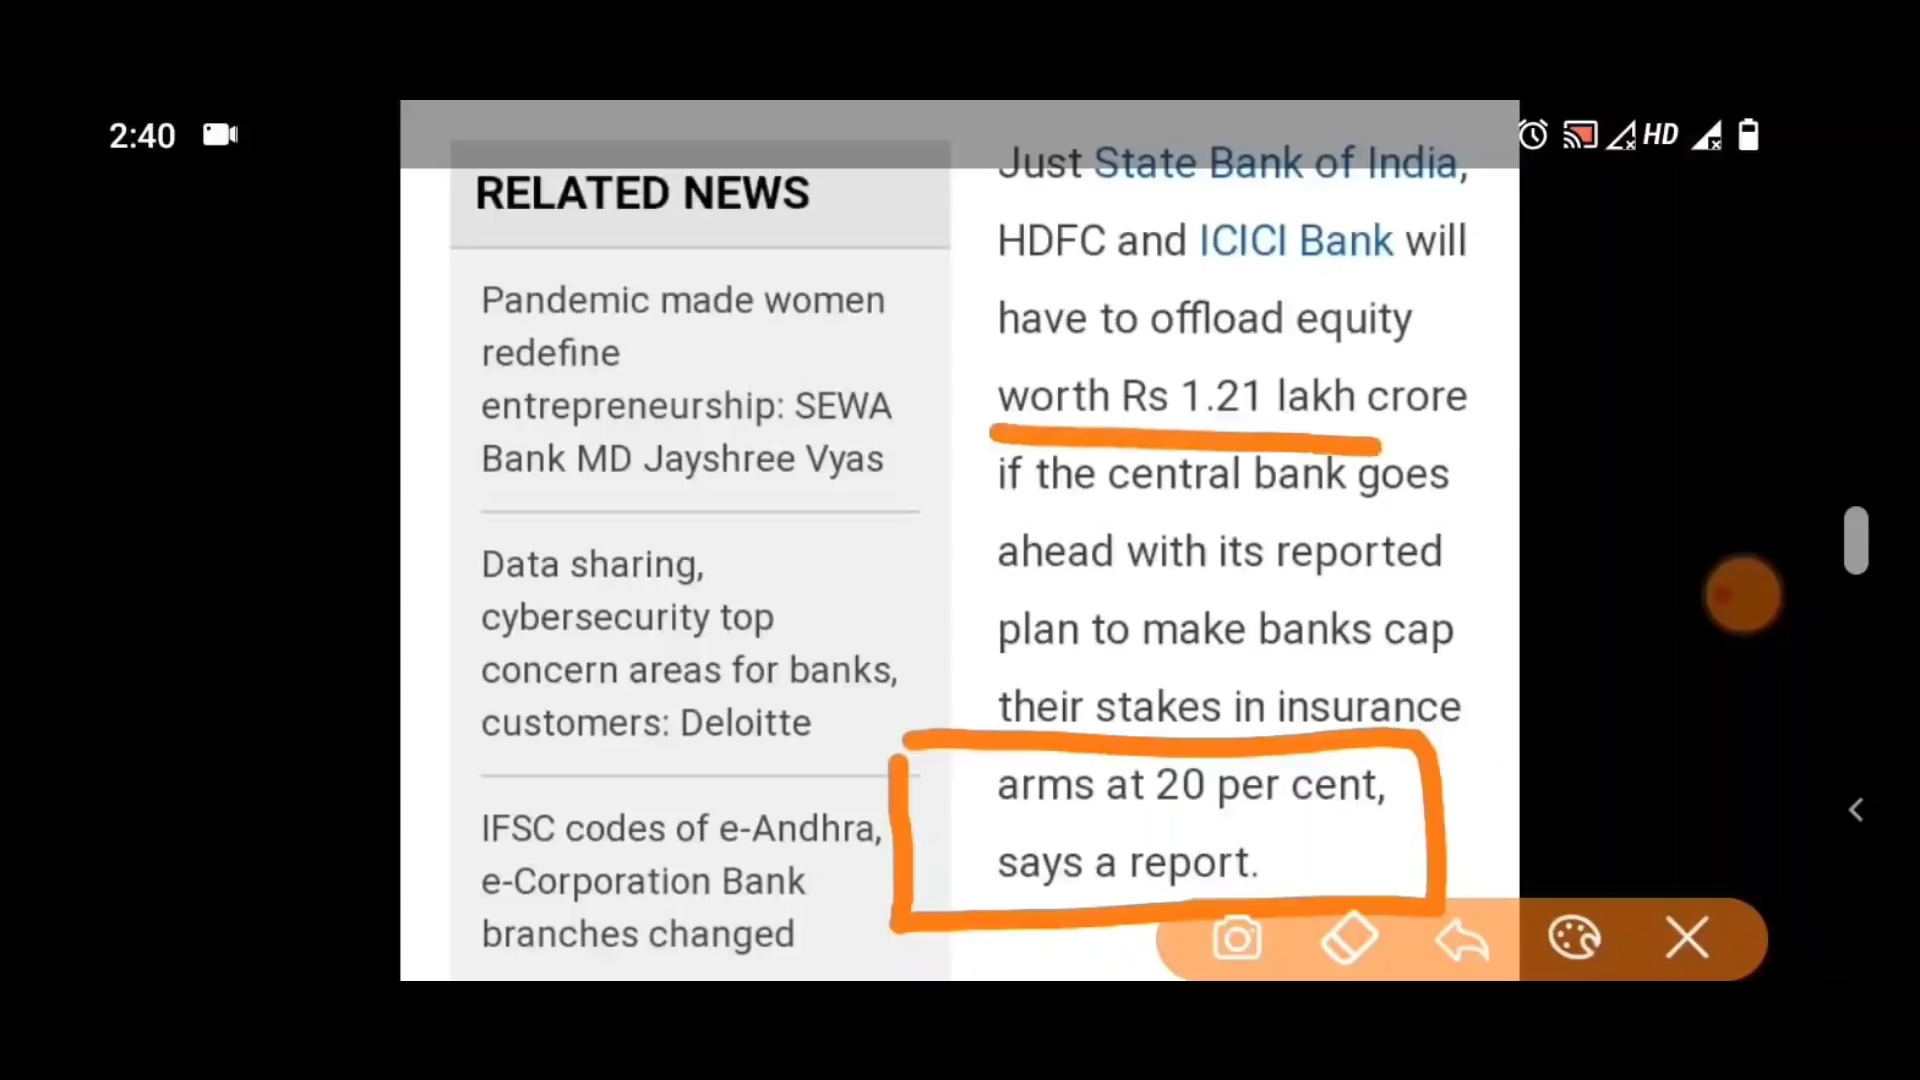 2:40
HD
RELATED NEWS
Pandemic made women
redefine
entrepreneurship: SEWA
Bank MD Jayshree Vyas
Data sharing,
cybersecurity top
concern areas for banks,
customers: Deloitte
IFSC codes of e-Andhra,
e-Corporation Bank
branches changed
Just State Bank of India,
HDFC and ICICI Bank will
have to offload equity
worth Rs 1.21 lakh crore
if the central bank goes
ahead with its reported
plan to make banks cap
their stakes in insurance
arms at 20 per cent,
says a report.